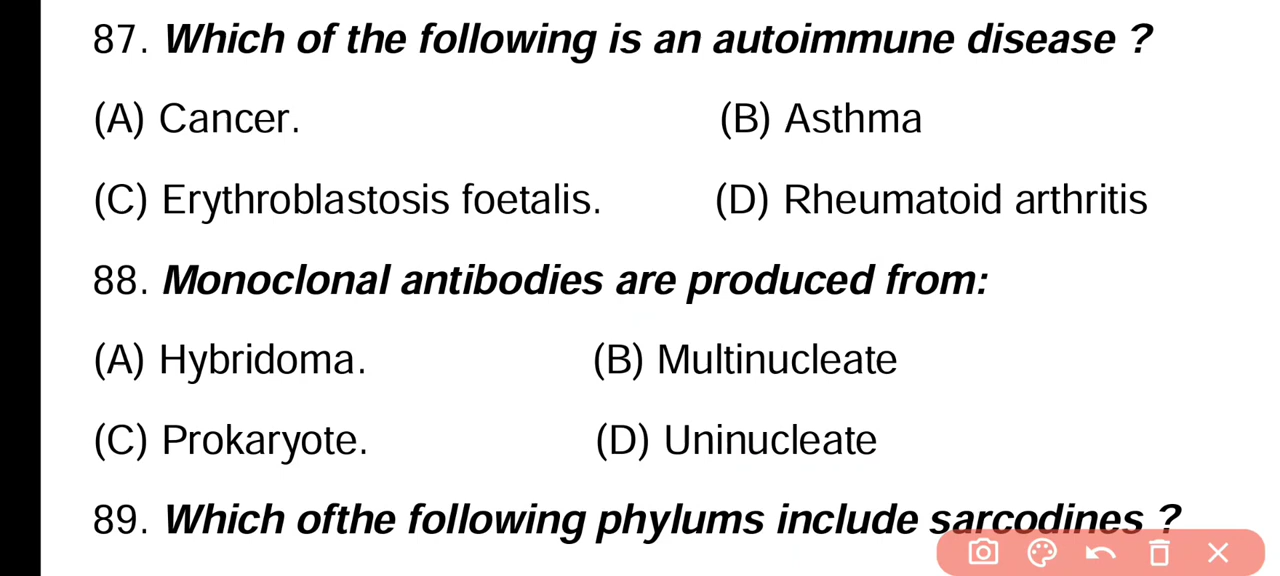 87. Which of the following is an autoimmune disease ?
(A) Cancer. (B) Asthma
(C) Erythroblastosis foetalis. (D) Rheumatoid arthritis
88. Monoclonal antibodies are produced from:
(A) Hybridoma. (B) Multinucleate
(C) Prokaryote. (D) Uninucleate
89. Which ofthe following phylums include sarcodines ?